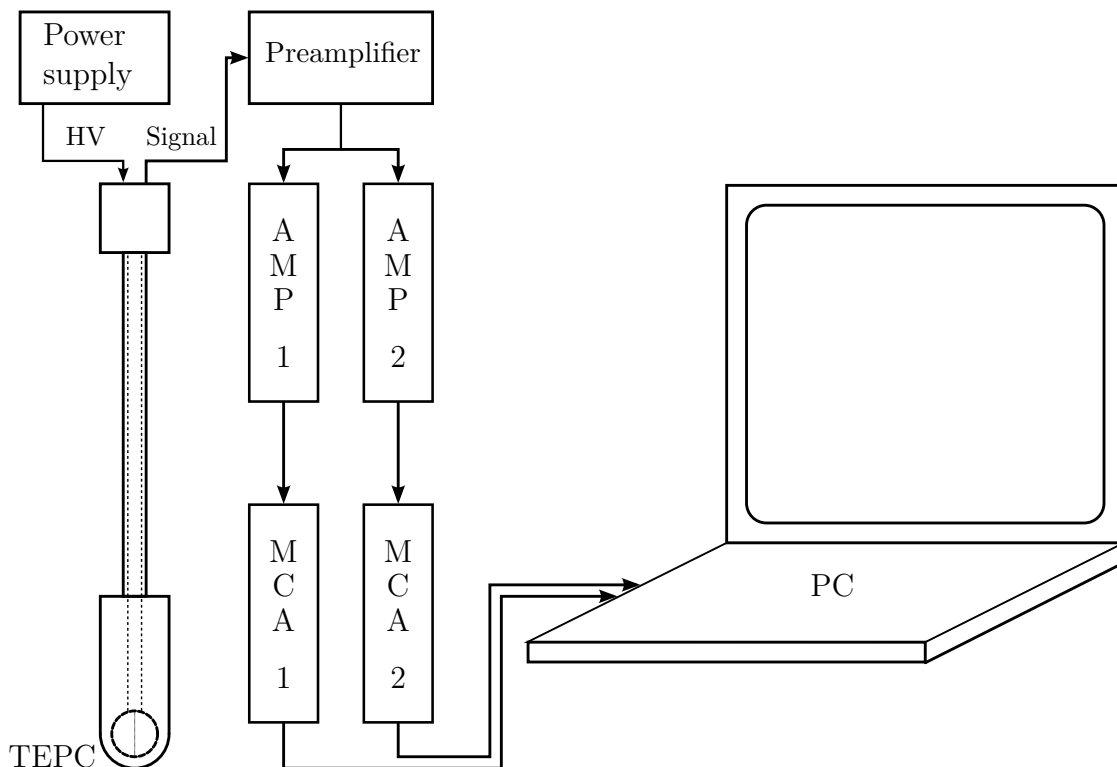 Power
supply
Preamplifier
HV
Signal
A
M
P
1
A
M
P
2
M
C
A
1
M
C
A
2
PC
TEPC